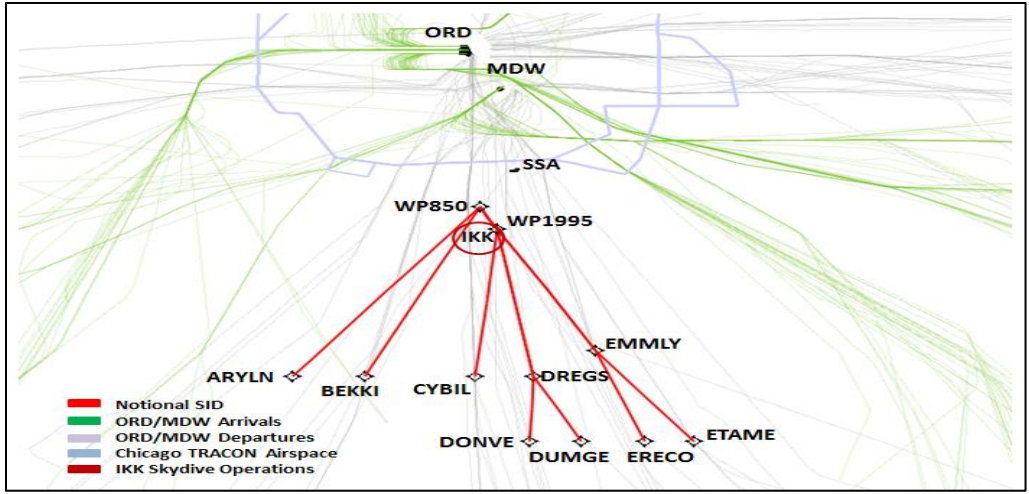 ORD
MDW
SSA
WP850
WP1995
IKK
EMMLY
ARYLN
BEKKI
CYBIL
DREGS
DONVE
DUMGE
ERECO
ETAME
Notional SID
ORD/MDW Arrivals
ORD/MDW Departures
Chicago TRACON Airspace
IKK Skydive Operations